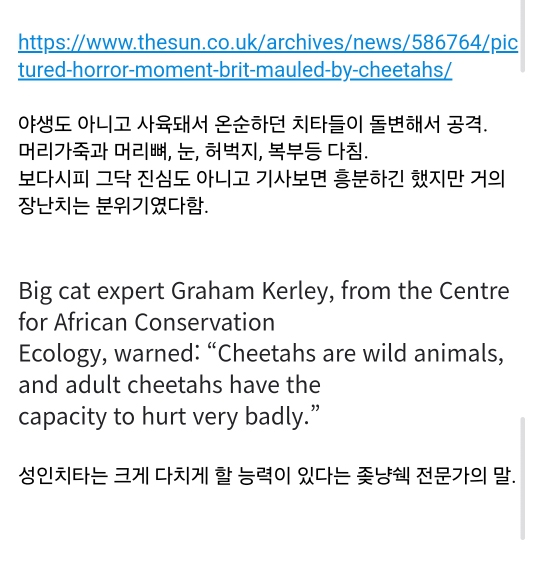 https://www.thesun.co.uk/archives/news/586764/pic
tured-horror-moment-brit-mauled-by-cheetahs/
야생도 아니고 사육돼서 온순하던 치타들이 돌변해서 공격.
머리가죽과 머리뼈, 눈, 허벅지, 복부등 다침.
보다시피 그닥 진심도 아니고 기사보면 흥분하긴 했지만 거의
장난치는 분위기였다함.
Big cat expert Graham Kerley, from the Centre
for African Conservation
Ecology, warned: “Cheetahs are wild animals,
and adult cheetahs have the
capacity to hurt very badly.”
성인치타는 크게 다치게 할 능력이 있다는 좆냥쉨 전문가의 말.